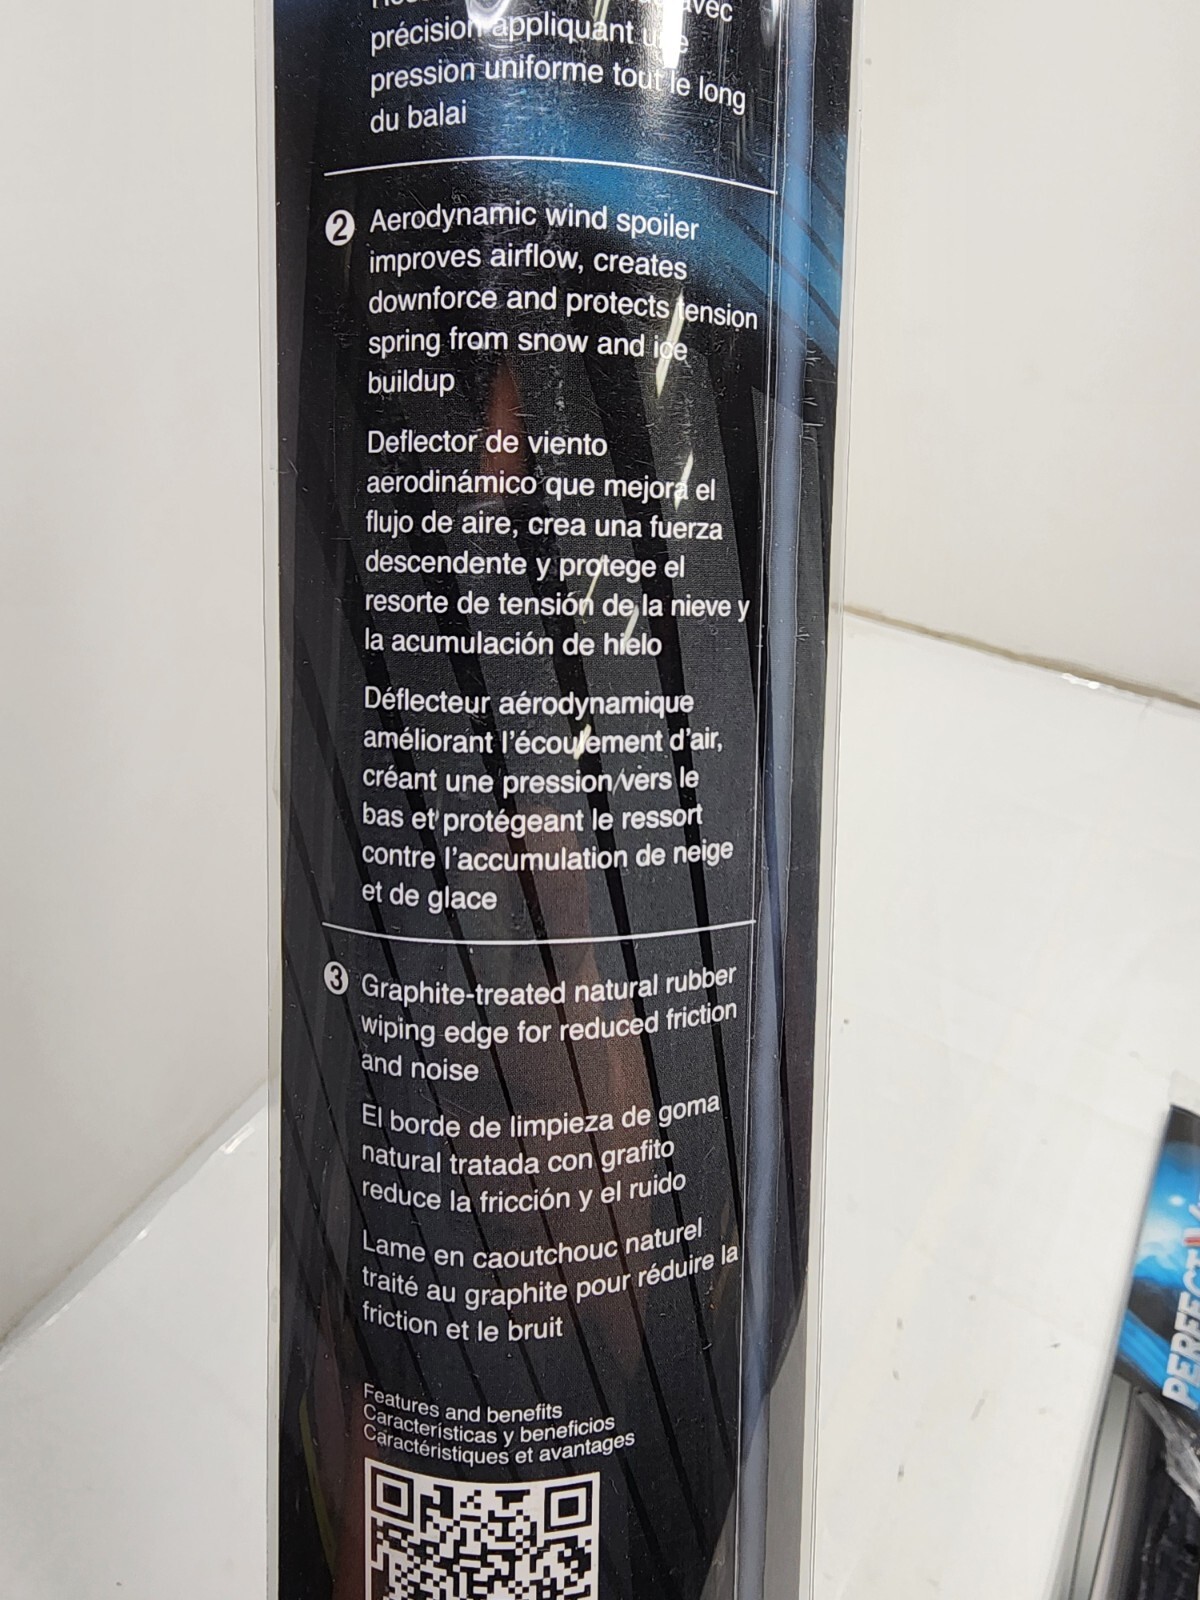 avec
précision appliquant une
pression uniforme tout le long
du balai
2 Aerodynamic wind spoiler
improves airflow, creates
downforce and protects tension
spring from snow and ice
buildup
Deflector de viento
aerodinámico que mejora el
flujo de aire, crea una fuerza
descendente y protege el
resorte de tensión de la nieve y
la acumulación de hielo
Déflecteur aérodynamique
améliorant l'écoulement d'air,
créant une pression vers le
bas et protégeant le ressort
contre l'accumulation de neige
et de glace
3 Graphite-treated natural rubber
wiping edge for reduced friction
and noise
El borde de limpieza de goma
natural tratada con grafito
reduce la fricción y el ruido
Lame en caoutchouc naturel
traité au graphite pour réduire la
friction et le bruit
Features and benefits
Características y beneficios
Caractéristiques et avantages